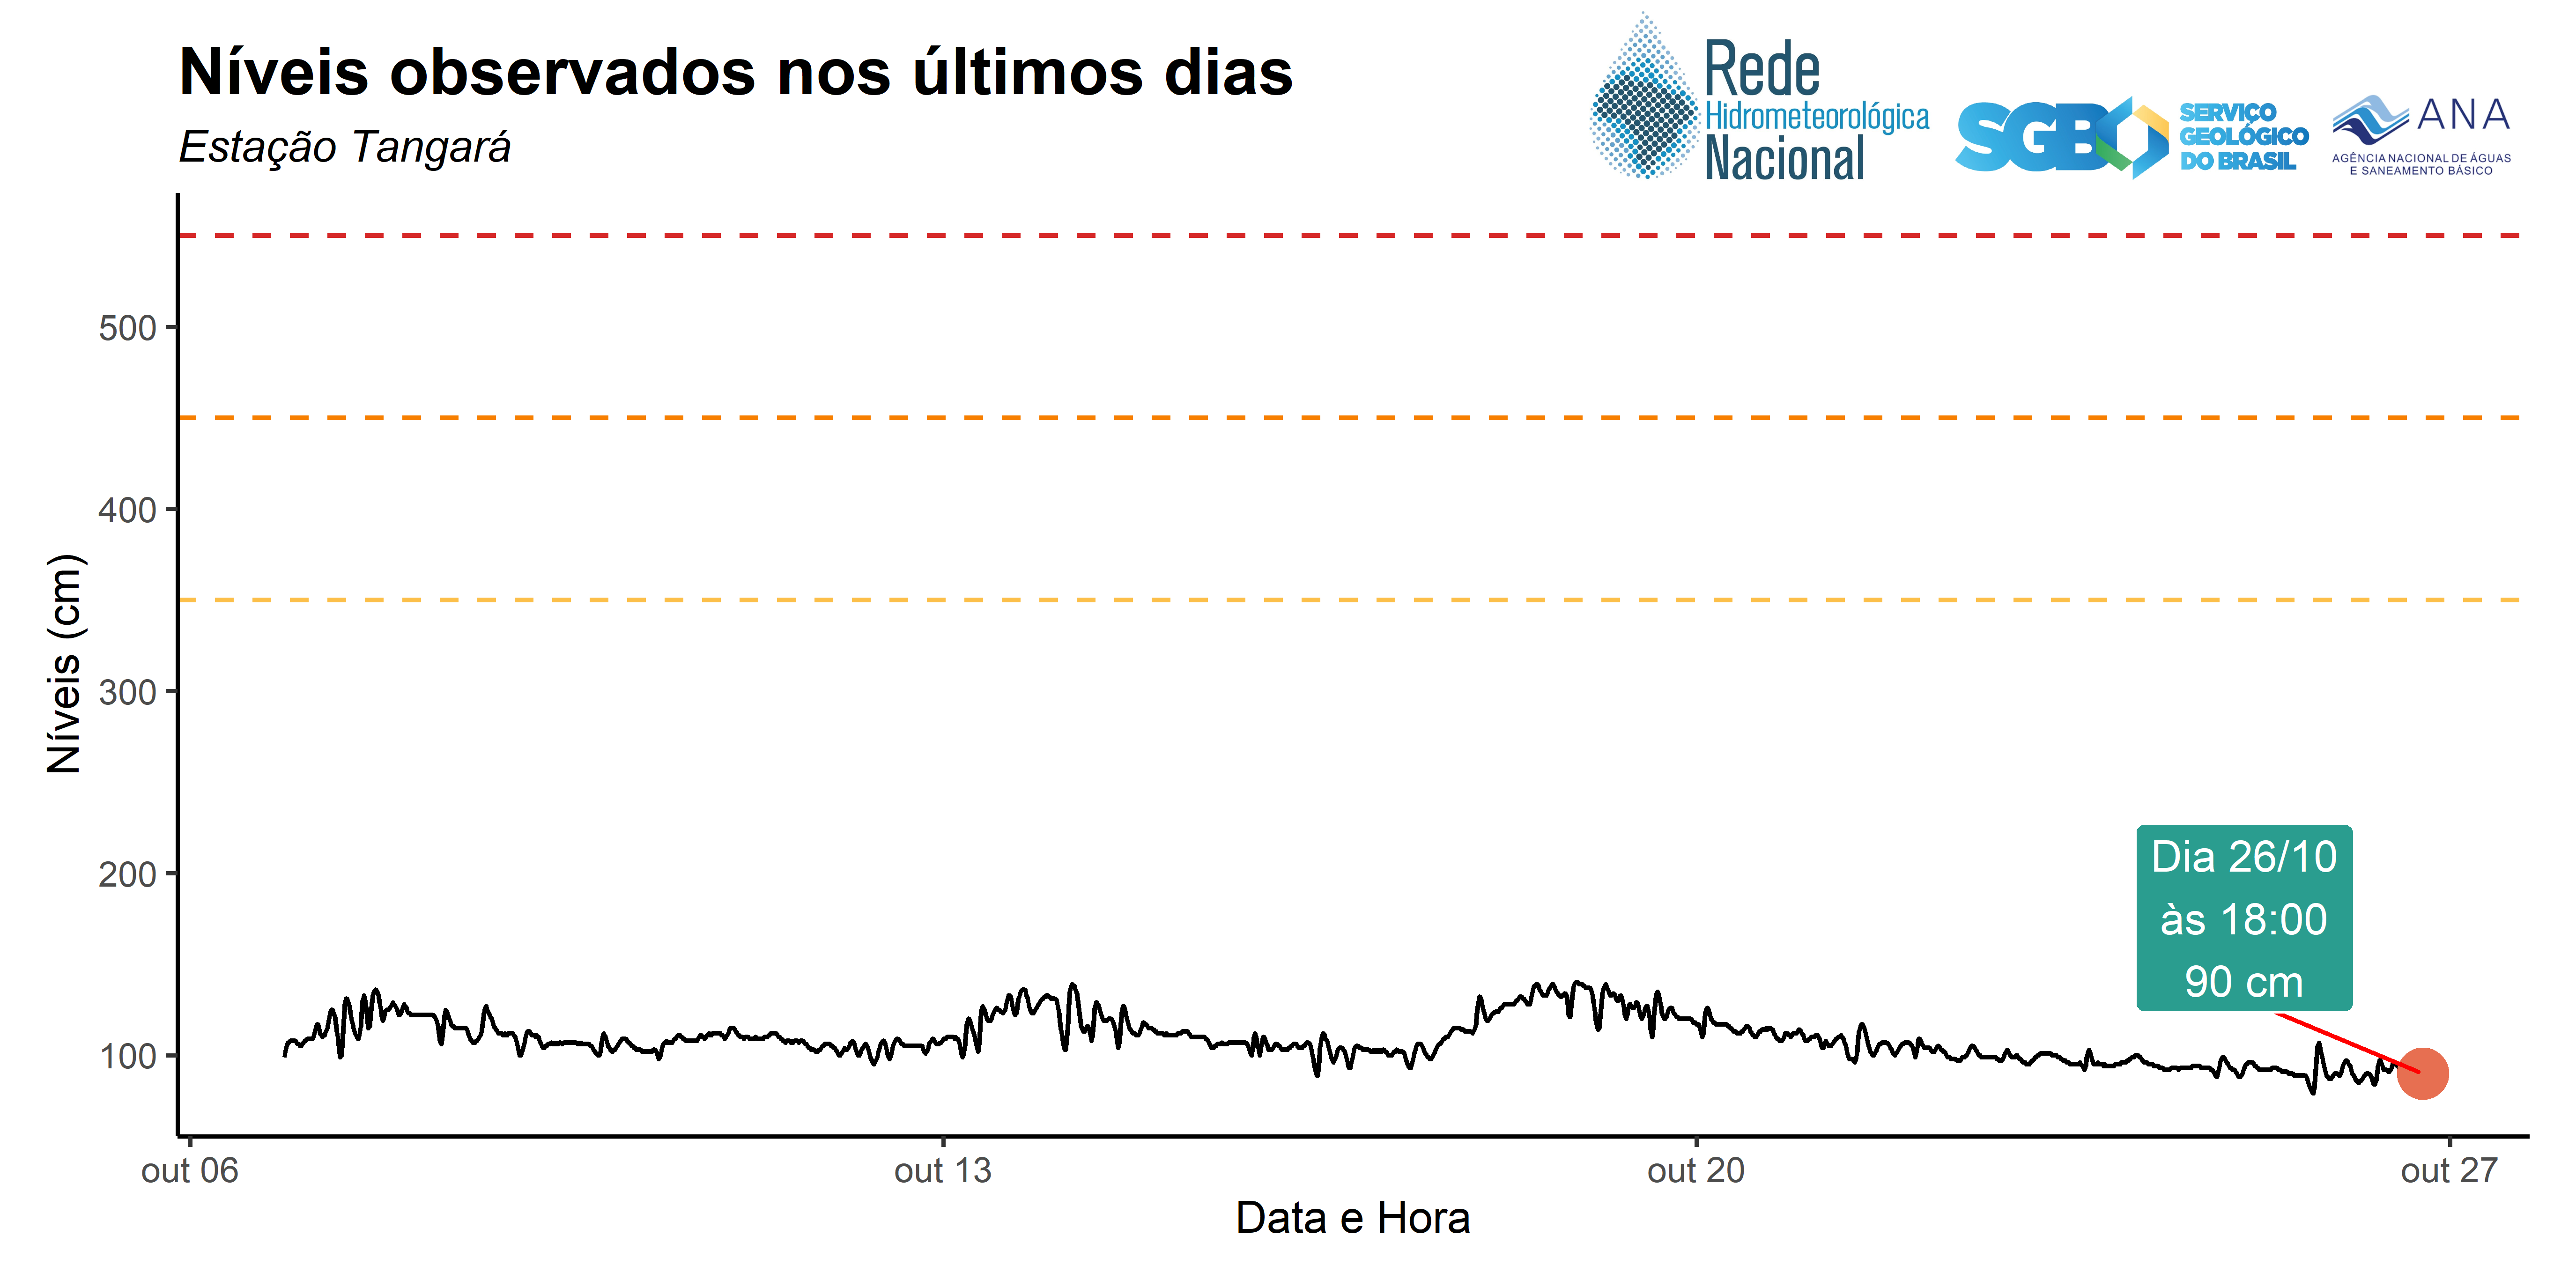 Níveis observados nos últimos dias
Estação Tangará
Rede
Hidrometeorológica
Nacional
SGB
SERVIÇO
GEOLÓGICO
DO BRASIL
ANA
AGÊNCIA NACIONAL DE ÁGUAS
E SANEAMENTO BÁSICO
Níveis (cm)
500
400
300
200
100
Dia 26/10
às 18:00
90 cm
out 06
out 13
out 20
out 27
Data e Hora